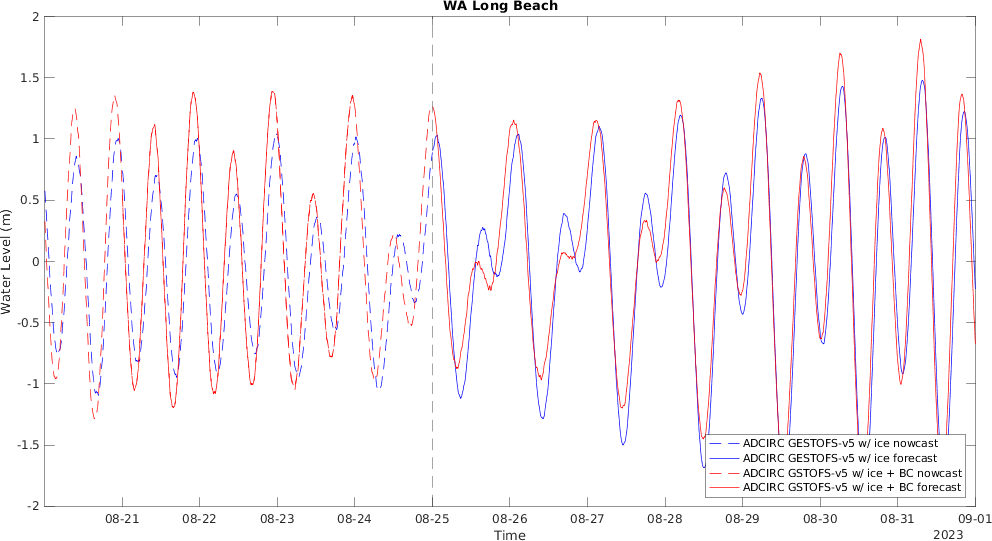 WA Long Beach
2
1.5
1
0.5
0
-0.5
-1
-1.5
-2
Water Level (m)
ADCIRC GESTOFS-v5 w/ ice nowcast
ADCIRC GESTOFS-v5 w/ ice forecast
ADCIRC GSTOFS-v5 w/ ice + BC nowcast
ADCIRC GSTOFS-v5 w/ ice + BC forecast
08-21 08-22 08-23 08-24 08-25 08-26 08-27 08-28 08-29 08-30 08-31 09-01
Time
2023